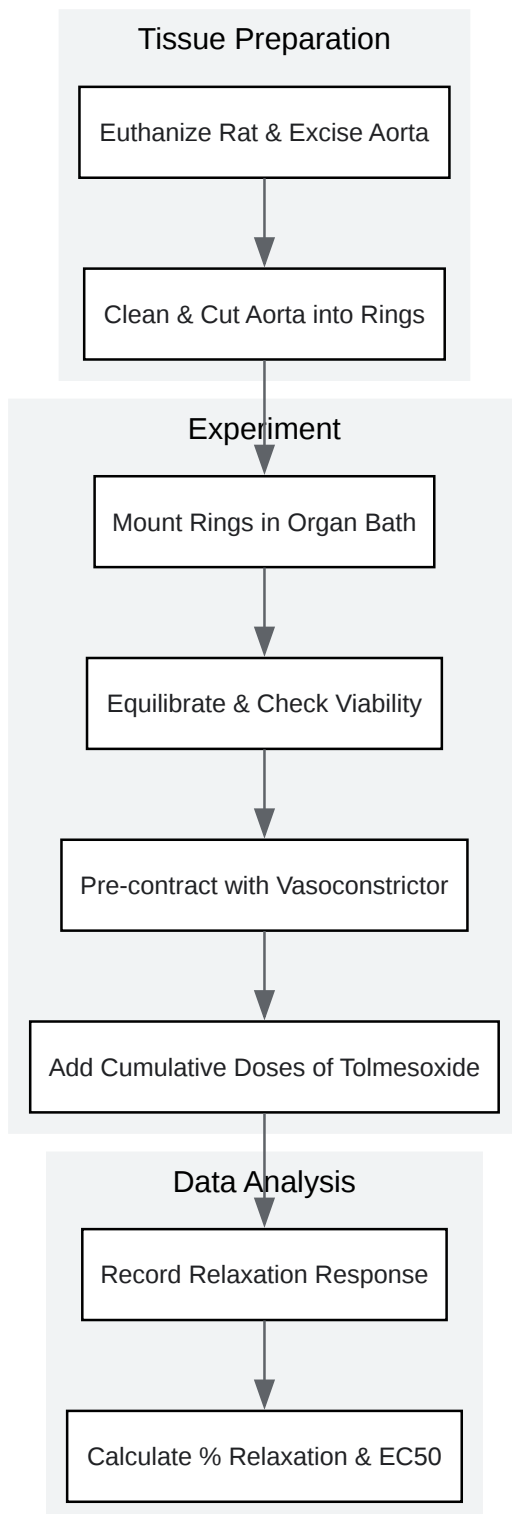 Tissue Preparation
Euthanize Rat & Excise Aorta
Clean & Cut Aorta into Rings
Experiment
Mount Rings in Organ Bath
Equilibrate & Check Viability
Pre-contract with Vasoconstrictor
Add Cumulative Doses of Tolmesoxide
Data Analysis
Record Relaxation Response
Calculate % Relaxation & EC50